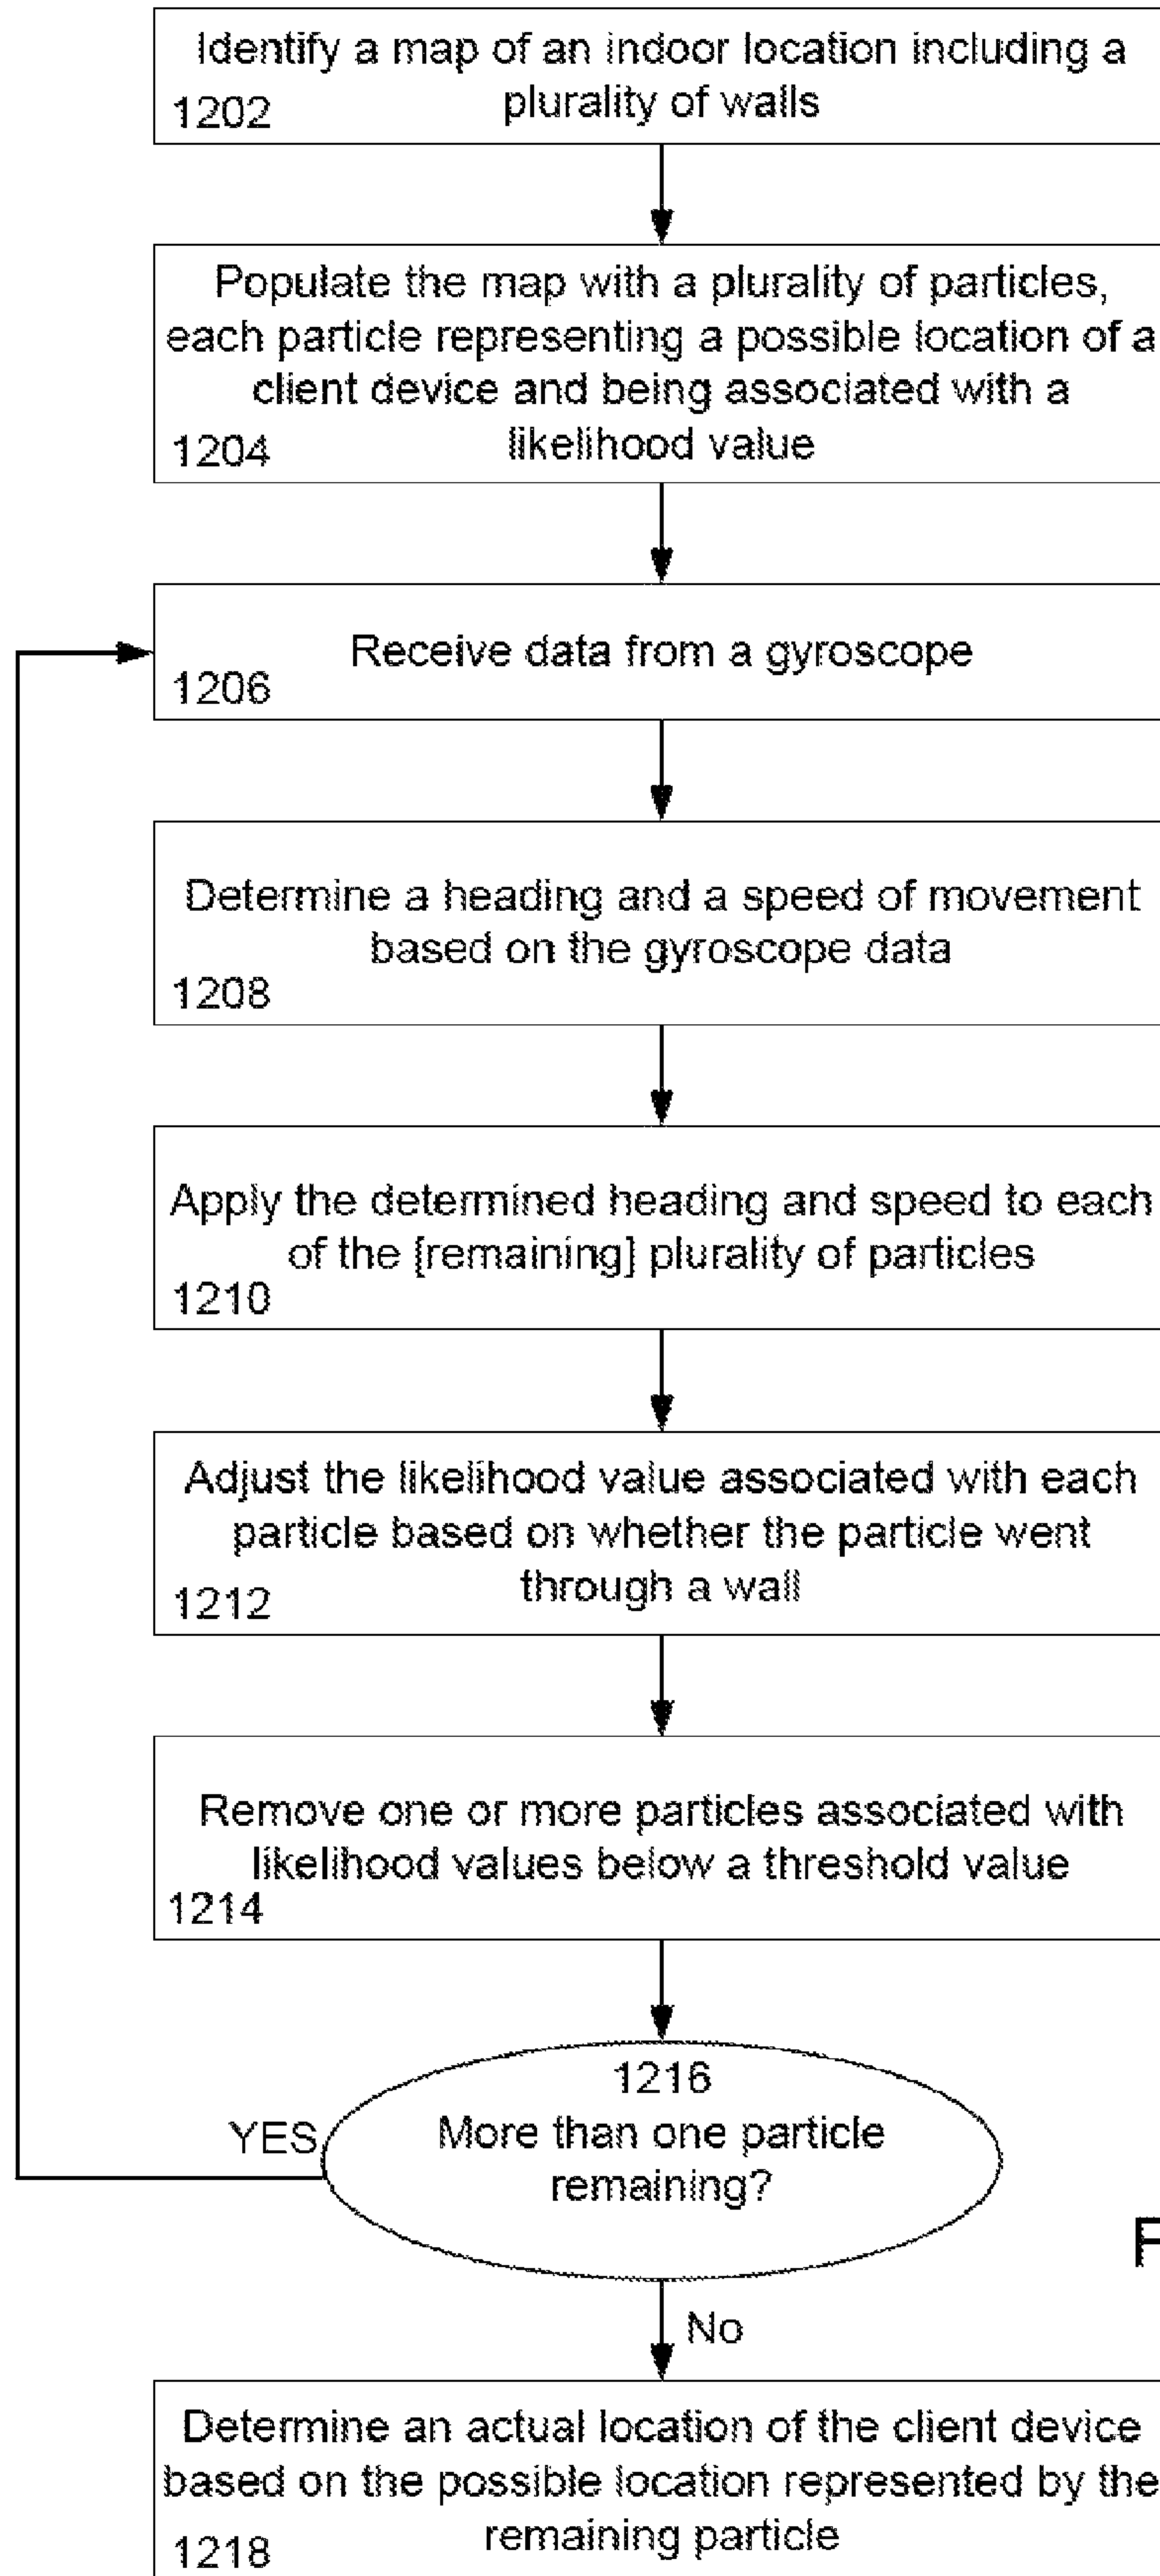 Identify a map of an indoor location including a
plurality of walls
1202
Populate the map with a plurality of particles,
each particle representing a possible location of a
client device and being associated with a
likelihood value
1204
Receive data from a gyroscope
1206
Determine a heading and a speed of movement
based on the gyroscope data
1208
Apply the determined heading and speed to each
of the [remaining] plurality of particles
1210
Adjust the likelihood value associated with each
particle based on whether the particle went
through a wall
1212
Remove one or more particles associated with
likelihood values below a threshold value
1214
1216
More than one particle
remaining?
YES
No
Determine an actual location of the client device
based on the possible location represented by the
remaining particle
1218